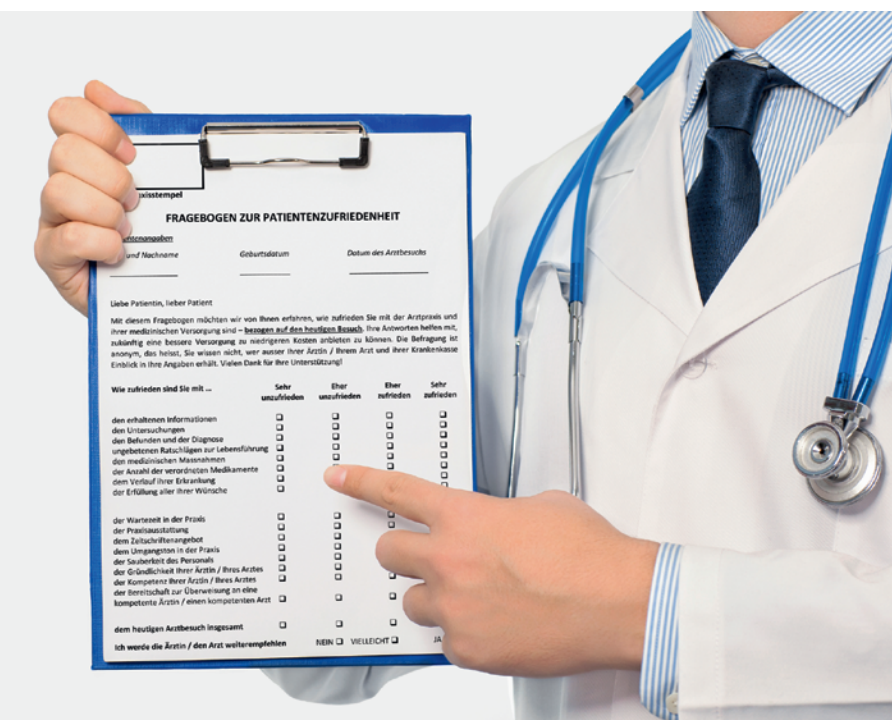 xisstempel
FRAGEBOGEN ZUR PATIENTENZUFRIEDENHEIT
ntenangaben
und Nachname Geburtsdatum Datum des Arztbesuchs
Liebe Patientin, lieber Patient
Mit diesem Fragebogen möchten wir von Ihnen erfahren, wie zufrieden Sie mit der Arztpraxis und
ihrer medizinischen Versorgung sind – bezogen auf den heutigen Besuch. Ihre Antworten helfen mit,
zukünftig eine bessere Versorgung zu niedrigeren Kosten anbieten zu können. Die Befragung ist
anonym, das heisst, Sie wissen nicht, wer ausser Ihrer Ärztin / Ihrem Arzt und ihrer Krankenkasse
Einblick in Ihre Angaben erhält. Vielen Dank für Ihre Unterstützung!
Wie zufrieden sind Sie mit ... Sehr unzufrieden Eher unzufrieden Eher zufrieden Sehr zufrieden
den erhaltenen Informationen
den Untersuchungen
den Befunden und der Diagnose
ungebetenen Ratschlägen zur Lebensführung
den medizinischen Massnahmen
der Anzahl der verordneten Medikamente
dem Verlauf ihrer Erkrankung
der Erfüllung aller ihrer Wünsche
der Wartezeit in der Praxis
der Praxisausstattung
dem Zeitschriftenangebot
dem Umgangston in der Praxis
der Sauberkeit des Personals
der Gründlichkeit Ihrer Ärztin / Ihres Arztes
der Kompetenz Ihrer Ärztin / Ihres Arztes
der Bereitschaft zur Überweisung an eine
kompetente Ärztin / einen kompetenten Arzt
dem heutigen Arztbesuch insgesamt
Ich werde die Ärztin / den Arzt weiterempfehlen NEIN VIELLEICHT JA